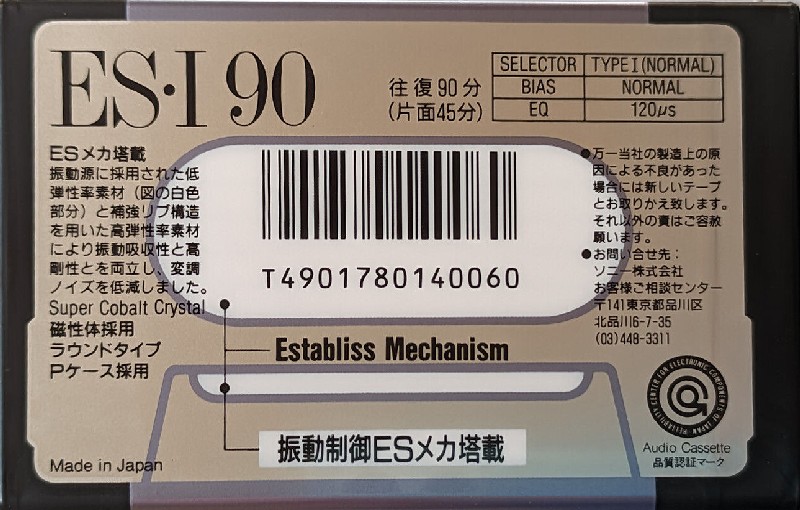 ES・I 90
往復90分
(片面45分)
SELECTOR TYPE I (NORMAL)
BIAS NORMAL
EQ 120μs
ESメカ塔載
振動源に採用された低
弾性率素材（図の白色
部分）と補強リブ構造
を用いた高弾性率素材
により振動吸収性と高
剛性とを両立し、変調
ノイズを低減しました。
Super Cobalt Crystal
磁性体採用
ラウンドタイプ
Pケース採用
Made in Japan
T4901780140060
Establiss Mechanism
振動制御ESメカ塔載
●万一当社の製造上の原
因による不良があった
場合には新しいテープ
とお取りかえ致します。
それ以外の責はご容赦
願います。
●お問い合せ先：
ソニー株式会社
お客様ご相談センター
〒141東京都品川区
北品川6-7-35
(03)448-3311
RELIABILITY CENTER FOR ELECTRONIC COMPONENTS OF JAPAN
Audio Cassette
品質認証マーク